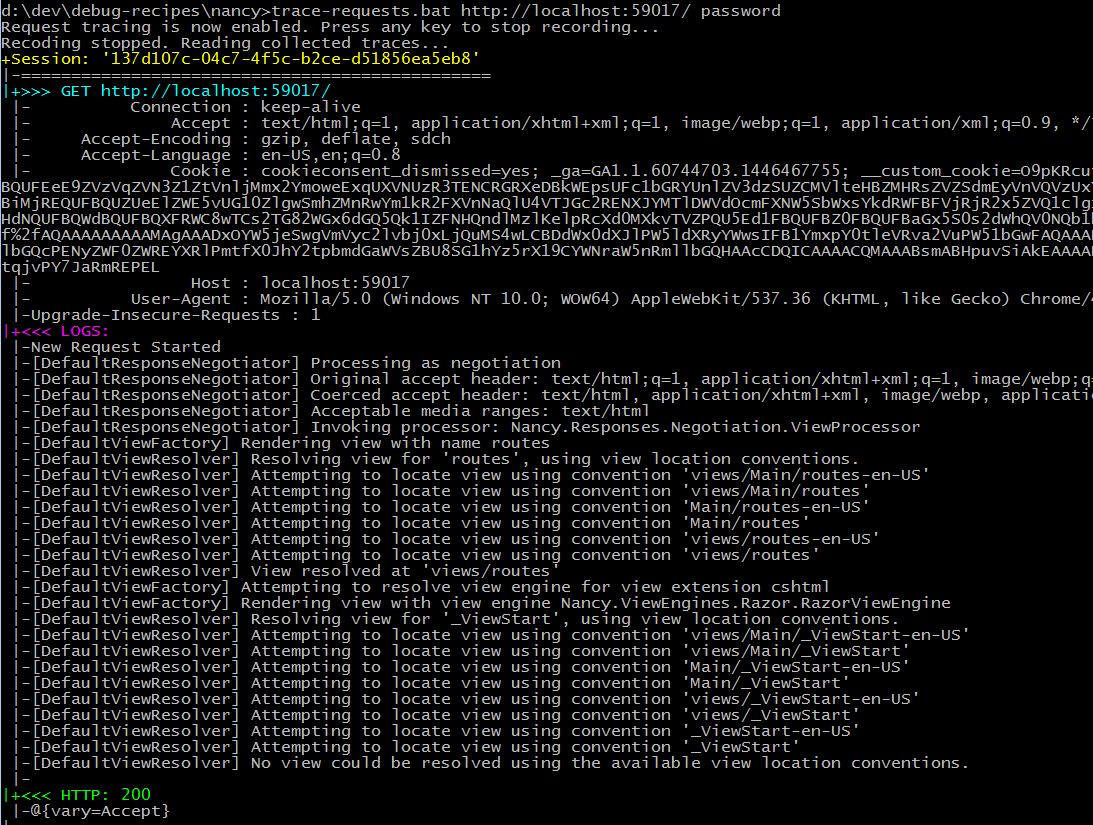 d:\dev\debug-recipes\nancy>trace-requests.bat http://localhost:59017/ password
Request tracing is now enabled. Press any key to stop recording...
Recoding stopped. Reading collected traces...
+Session: '137d107c-04c7-4f5c-b2ce-d51856ea5eb8'
|-===============================================
|+>>> GET http://localhost:59017/
|- Connection : keep-alive
|- Accept : text/html;q=1, application/xhtml+xml;q=1, image/webp;q=1, application/xml;q=0.9, */
|- Accept-Encoding : gzip, deflate, sdch
|- Accept-Language : en-US,en;q=0.8
|- Cookie : cookieconsent_dismissed=yes; _ga=GA1.1.60744703.1446467755; __custom_cookie=O9pKRcu
tqjvPY7JaRmREPEL
|- Host : localhost:59017
|- User-Agent : Mozilla/5.0 (Windows NT 10.0; WOW64) AppleWebKit/537.36 (KHTML, like Gecko) Chrome/
|-Upgrade-Insecure-Requests : 1
|+<<< LOGS:
|-New Request Started
|-[DefaultResponseNegotiator] Processing as negotiation
|-[DefaultResponseNegotiator] Original accept header: text/html;q=1, application/xhtml+xml;q=1, image/webp;q=
|-[DefaultResponseNegotiator] Coerced accept header: text/html, application/xhtml+xml, image/webp, applicati
|-[DefaultResponseNegotiator] Acceptable media ranges: text/html
|-[DefaultResponseNegotiator] Invoking processor: Nancy.Responses.Negotiation.ViewProcessor
|-[DefaultViewFactory] Rendering view with name routes
|-[DefaultViewResolver] Resolving view for 'routes', using view location conventions.
|-[DefaultViewResolver] Attempting to locate view using convention 'views/Main/routes-en-US'
|-[DefaultViewResolver] Attempting to locate view using convention 'views/Main/routes'
|-[DefaultViewResolver] Attempting to locate view using convention 'Main/routes-en-US'
|-[DefaultViewResolver] Attempting to locate view using convention 'Main/routes'
|-[DefaultViewResolver] Attempting to locate view using convention 'views/routes-en-US'
|-[DefaultViewResolver] Attempting to locate view using convention 'views/routes'
|-[DefaultViewResolver] View resolved at 'views/routes'
|-[DefaultViewFactory] Attempting to resolve view engine for view extension cshtml
|-[DefaultViewFactory] Rendering view with view engine Nancy.ViewEngines.Razor.RazorViewEngine
|-[DefaultViewResolver] Resolving view for '_ViewStart', using view location conventions.
|-[DefaultViewResolver] Attempting to locate view using convention 'views/Main/_ViewStart-en-US'
|-[DefaultViewResolver] Attempting to locate view using convention 'views/Main/_ViewStart'
|-[DefaultViewResolver] Attempting to locate view using convention 'Main/_ViewStart-en-US'
|-[DefaultViewResolver] Attempting to locate view using convention 'Main/_ViewStart'
|-[DefaultViewResolver] Attempting to locate view using convention 'views/_ViewStart-en-US'
|-[DefaultViewResolver] Attempting to locate view using convention 'views/_ViewStart'
|-[DefaultViewResolver] Attempting to locate view using convention '_ViewStart-en-US'
|-[DefaultViewResolver] Attempting to locate view using convention '_ViewStart'
|-[DefaultViewResolver] No view could be resolved using the available view location conventions.
|-
|+<<< HTTP: 200
|-@{vary=Accept}